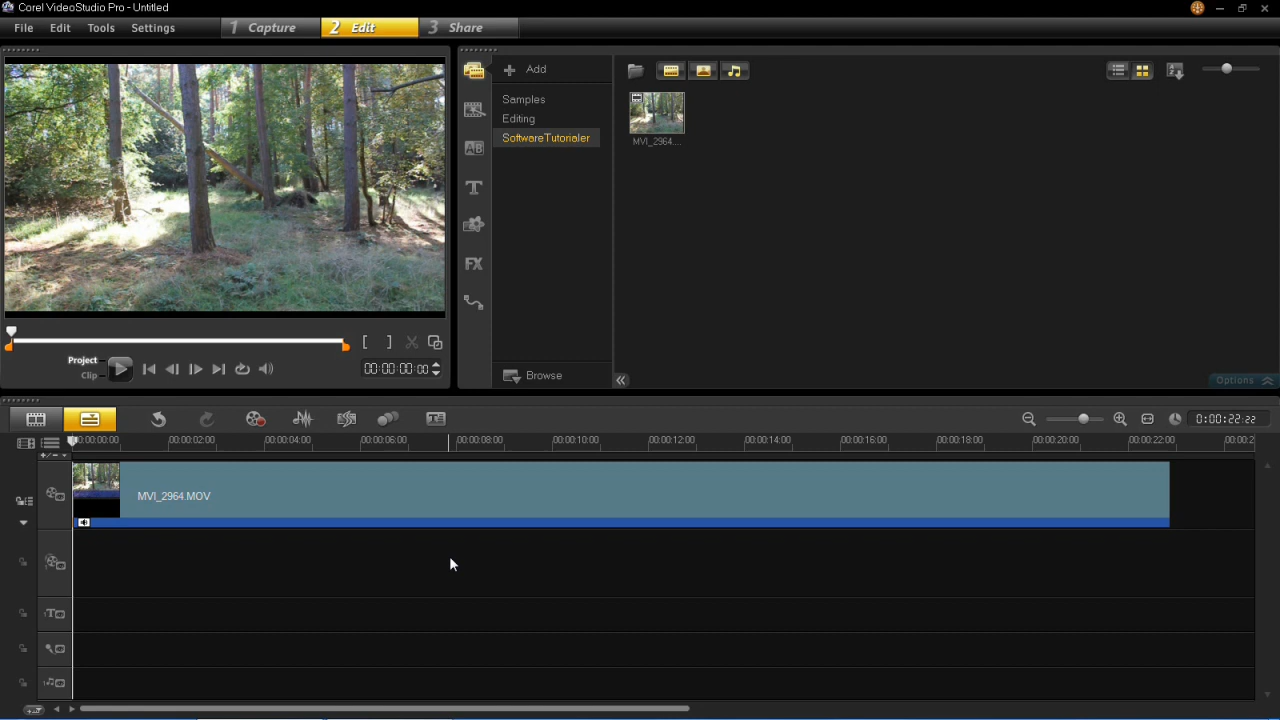 Corel VideoStudio Pro - Untitled
File Edit Tools Settings 1 Capture 2 Edit 3 Share
+ Add
Samples
Editing
SoftwareTutorialer
MVI_2964....
Browse
Options
Project
Clip
00:00:00:00
0:00:22:22
00:00:00:00 00:00:02:00 00:00:04:00 00:00:06:00 00:00:08:00 00:00:10:00 00:00:12:00 00:00:14:00 00:00:16:00 00:00:18:00 00:00:20:00 00:00:22:00 00:00:2
MVI_2964.MOV